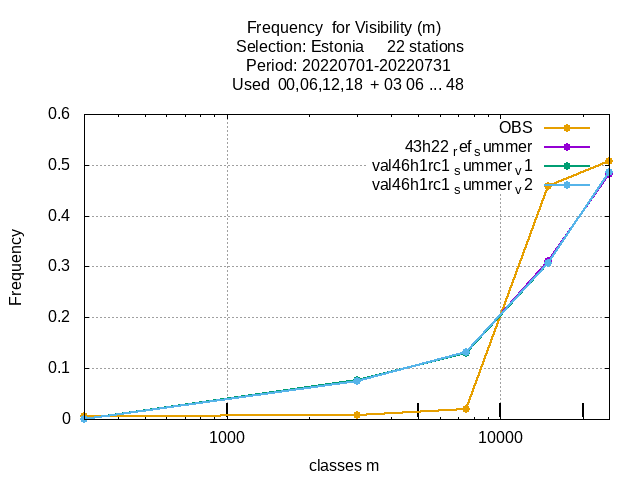 Frequency  for Visibility (m)
Selection: Estonia     22 stations
Period: 20220701-20220731
Used  00,06,12,18  + 03 06 ... 48
0.6
OBS
43h22 ref summer
val46h1rc1 summer v1
val46h1rc1 summer v2
0.5
0.4
0.3
0.2
0.1
0
Frequency
1000
10000
classes m